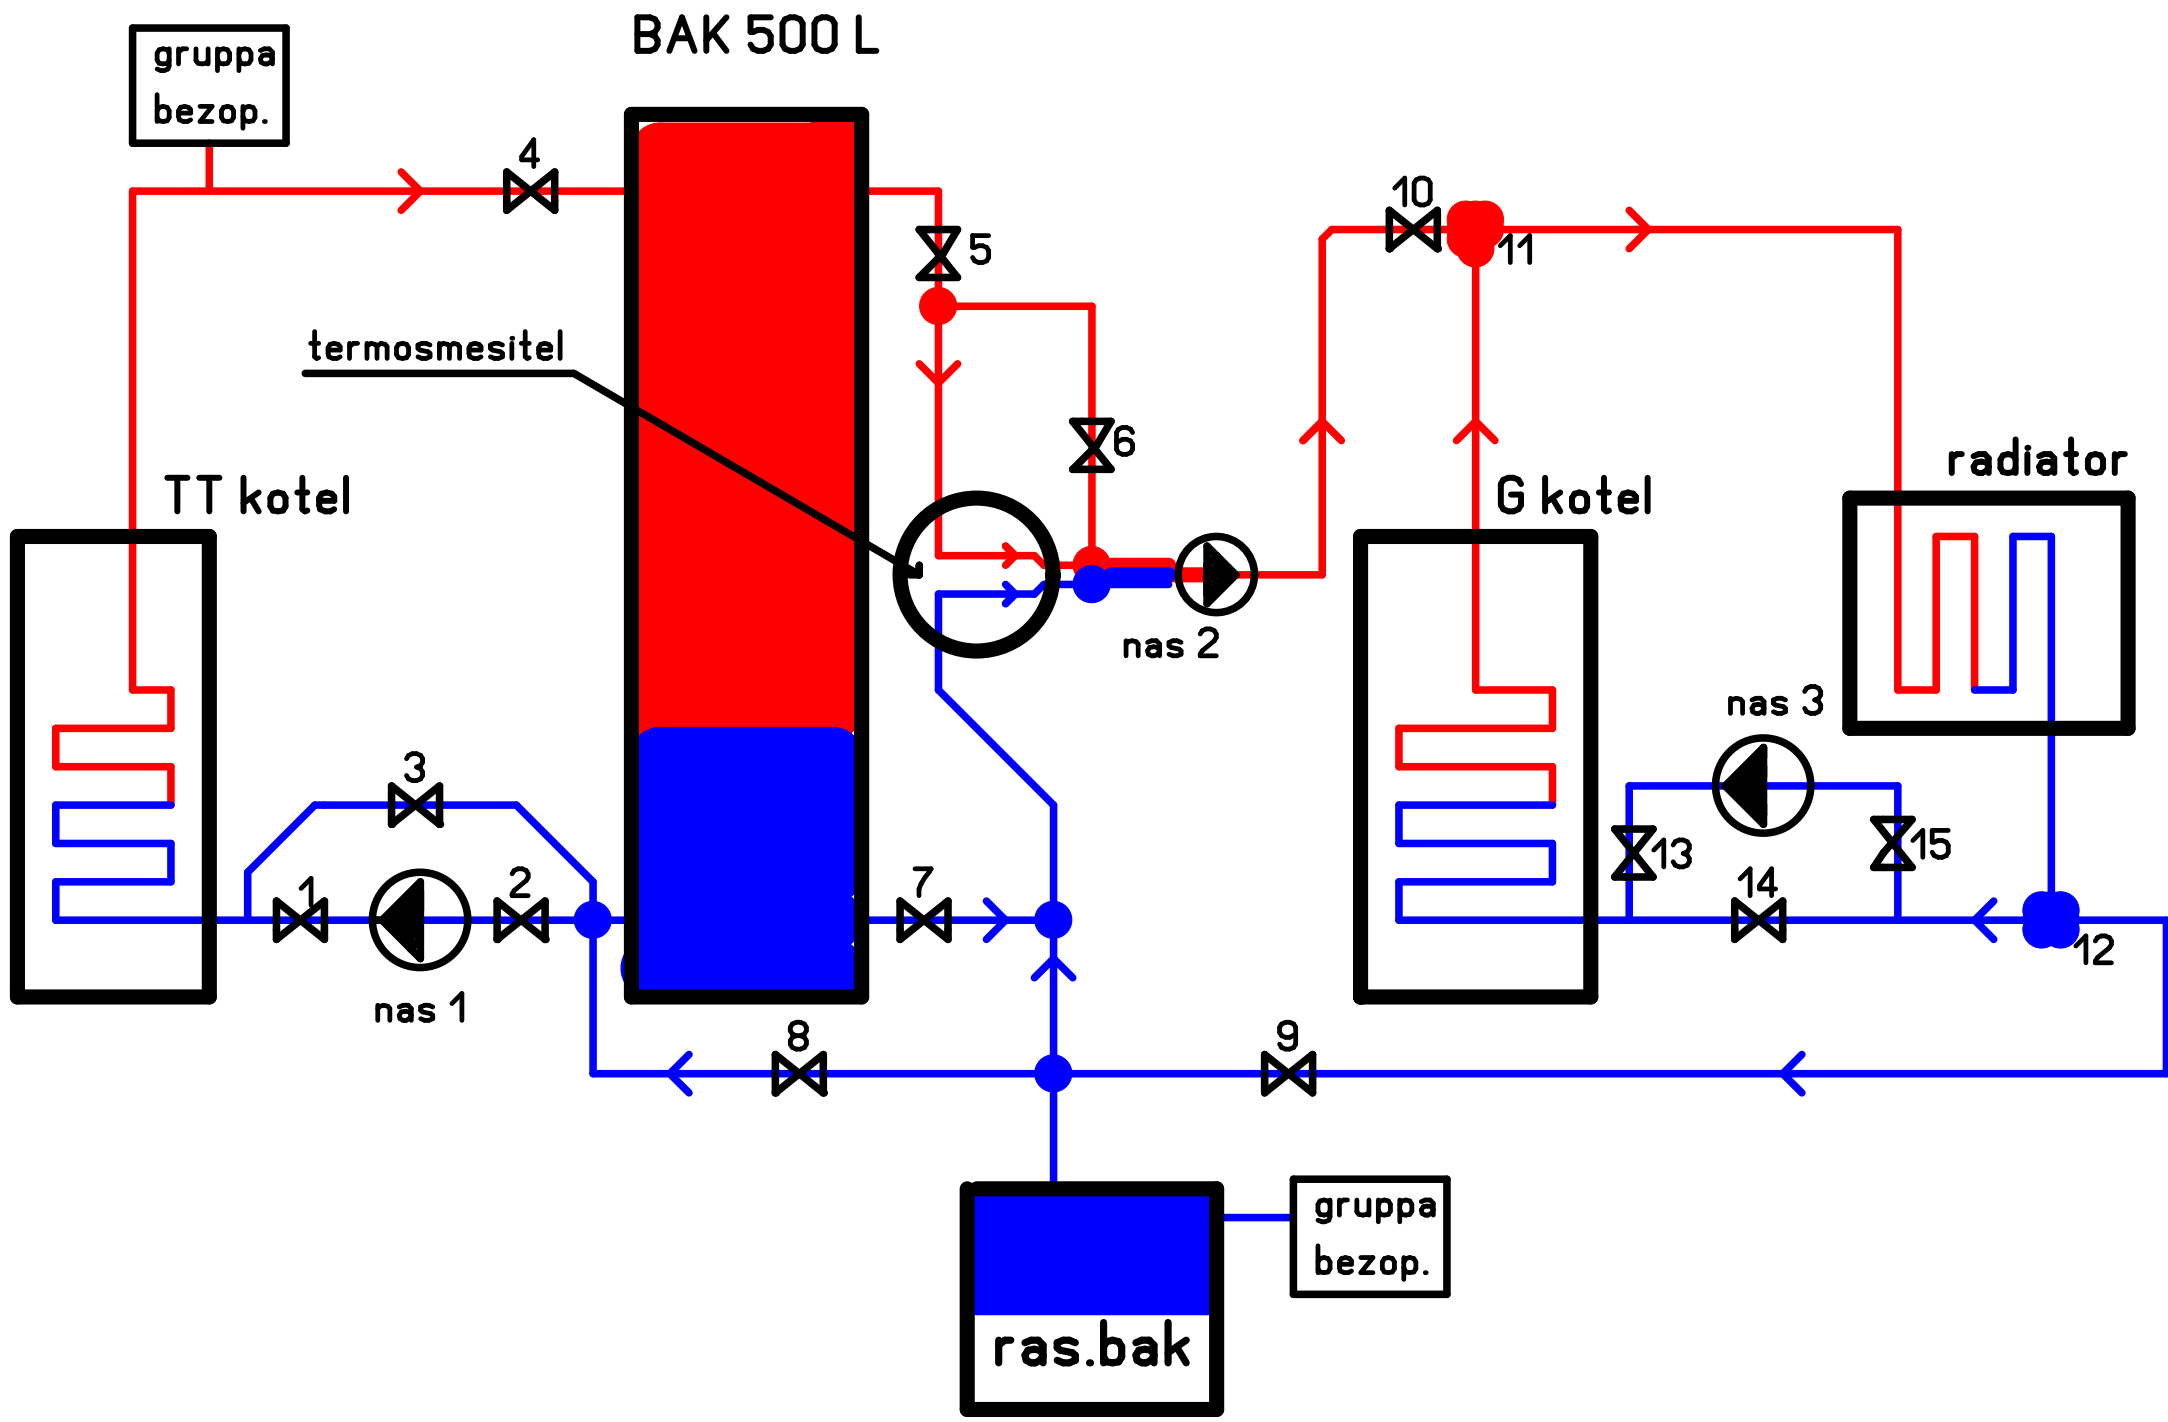 BAK 500 L
gruppa
bezop.
4
10
5
11
termosmesitel
6
radiator
TT kotel
G kotel
nas 2
nas 3
3
13
15
1
2
7
14
12
nas 1
8
9
gruppa
bezop.
ras.bak